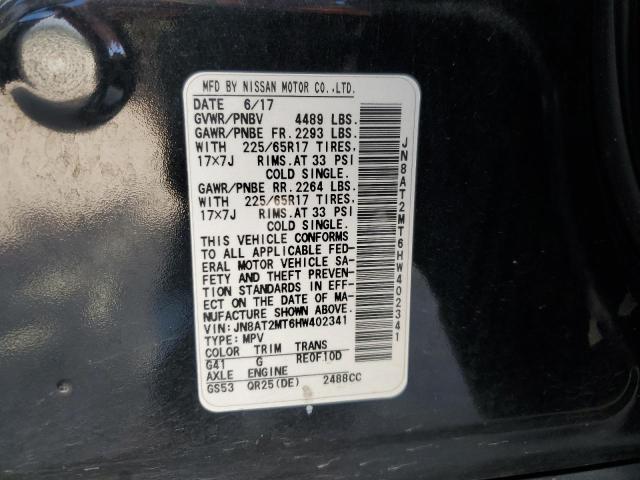 MFD BY NISSAN MOTOR CO.,LTD.
DATE 6/17
GVWR/PNBV 4489 LBS.
GAWR/PNBE FR. 2293 LBS.
WITH 225/65R17 TIRES.
17×7J RIMS.AT 33 PSI
COLD SINGLE.
GAWR/PNBE RR. 2264 LBS.
WITH 225/65R17 TIRES.
17×7J RIMS.AT 33 PSI
COLD SINGLE.
THIS VEHICLE CONFORMS
TO ALL APPLICABLE FED-
ERAL MOTOR VEHICLE SA-
FETY AND THEFT PREVEN-
TION STANDARDS IN EFF-
ECT ON THE DATE OF MA-
NUFACTURE SHOWN ABOVE.
VIN: JN8AT2MT6HW402341
TYPE: MPV
COLOR TRIM TRANS
G41 G RE0F10D
AXLE ENGINE
GS53 QR25(DE) 2488CC
JN8AT2MT6HW402341